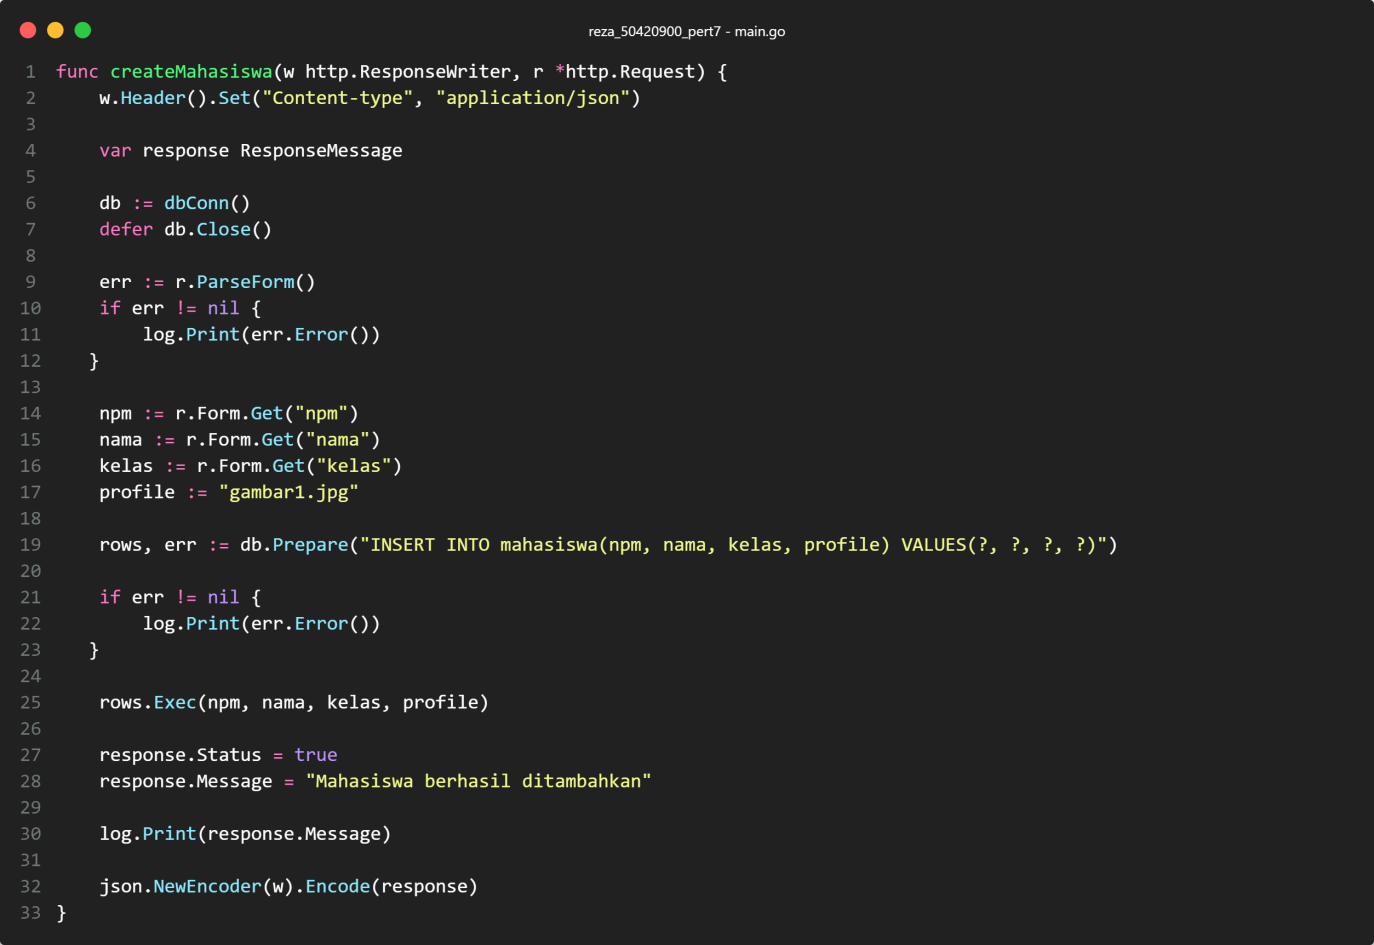 reza_50420900_pert7 - main.go
1 func createMahasiswa(w http.ResponseWriter, r *http.Request) {
2     w.Header().Set("Content-type", "application/json")
3
4     var response ResponseMessage
5
6     db := dbConn()
7     defer db.Close()
8
9     err := r.ParseForm()
10     if err != nil {
11         log.Print(err.Error())
12    }
13
14     npm := r.Form.Get("npm")
15     nama := r.Form.Get("nama")
16     kelas := r.Form.Get("kelas")
17     profile := "gambar1.jpg"
18
19     rows, err := db.Prepare("INSERT INTO mahasiswa(npm, nama, kelas, profile) VALUES(?, ?, ?, ?)")
20
21     if err != nil {
22         log.Print(err.Error())
23    }
24
25     rows.Exec(npm, nama, kelas, profile)
26
27     response.Status = true
28     response.Message = "Mahasiswa berhasil ditambahkan"
29
30     log.Print(response.Message)
31
32     json.NewEncoder(w).Encode(response)
33 }